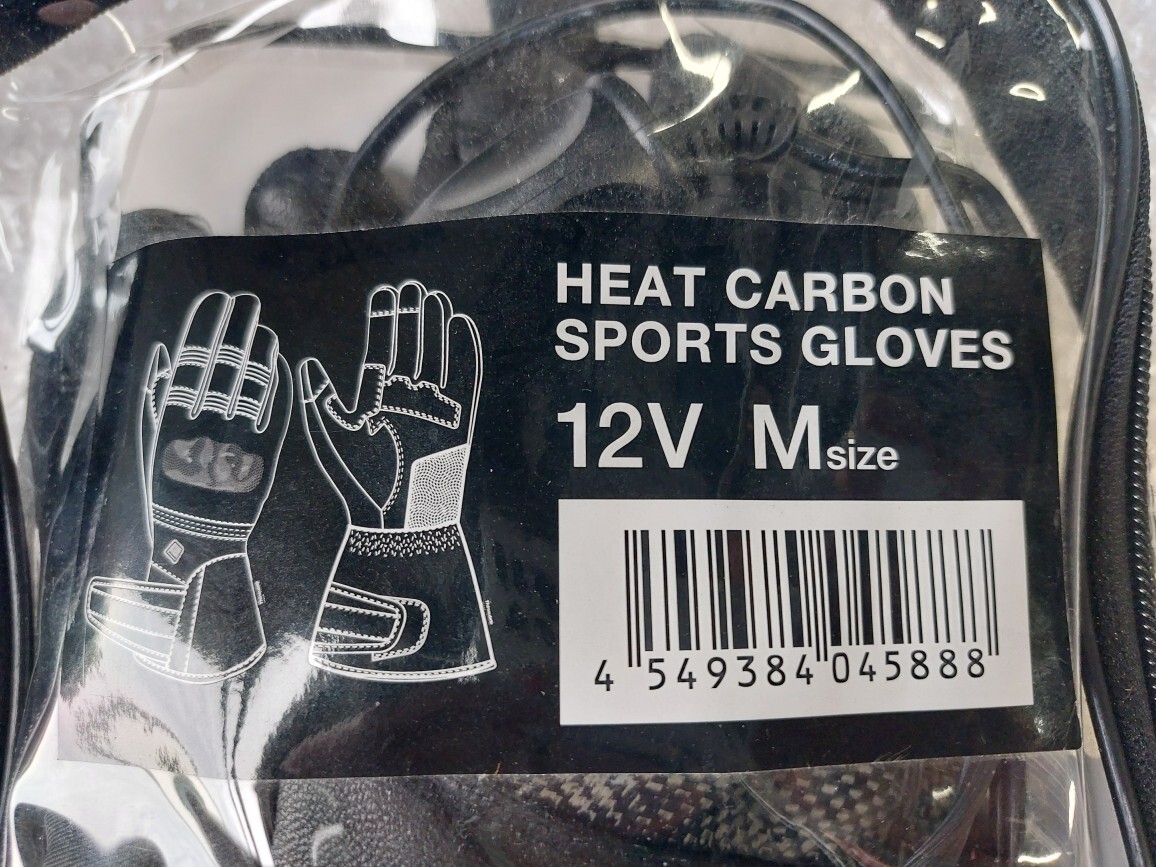 HEAT CARBON
SPORTS GLOVES
12V Msize
4 549384 045888